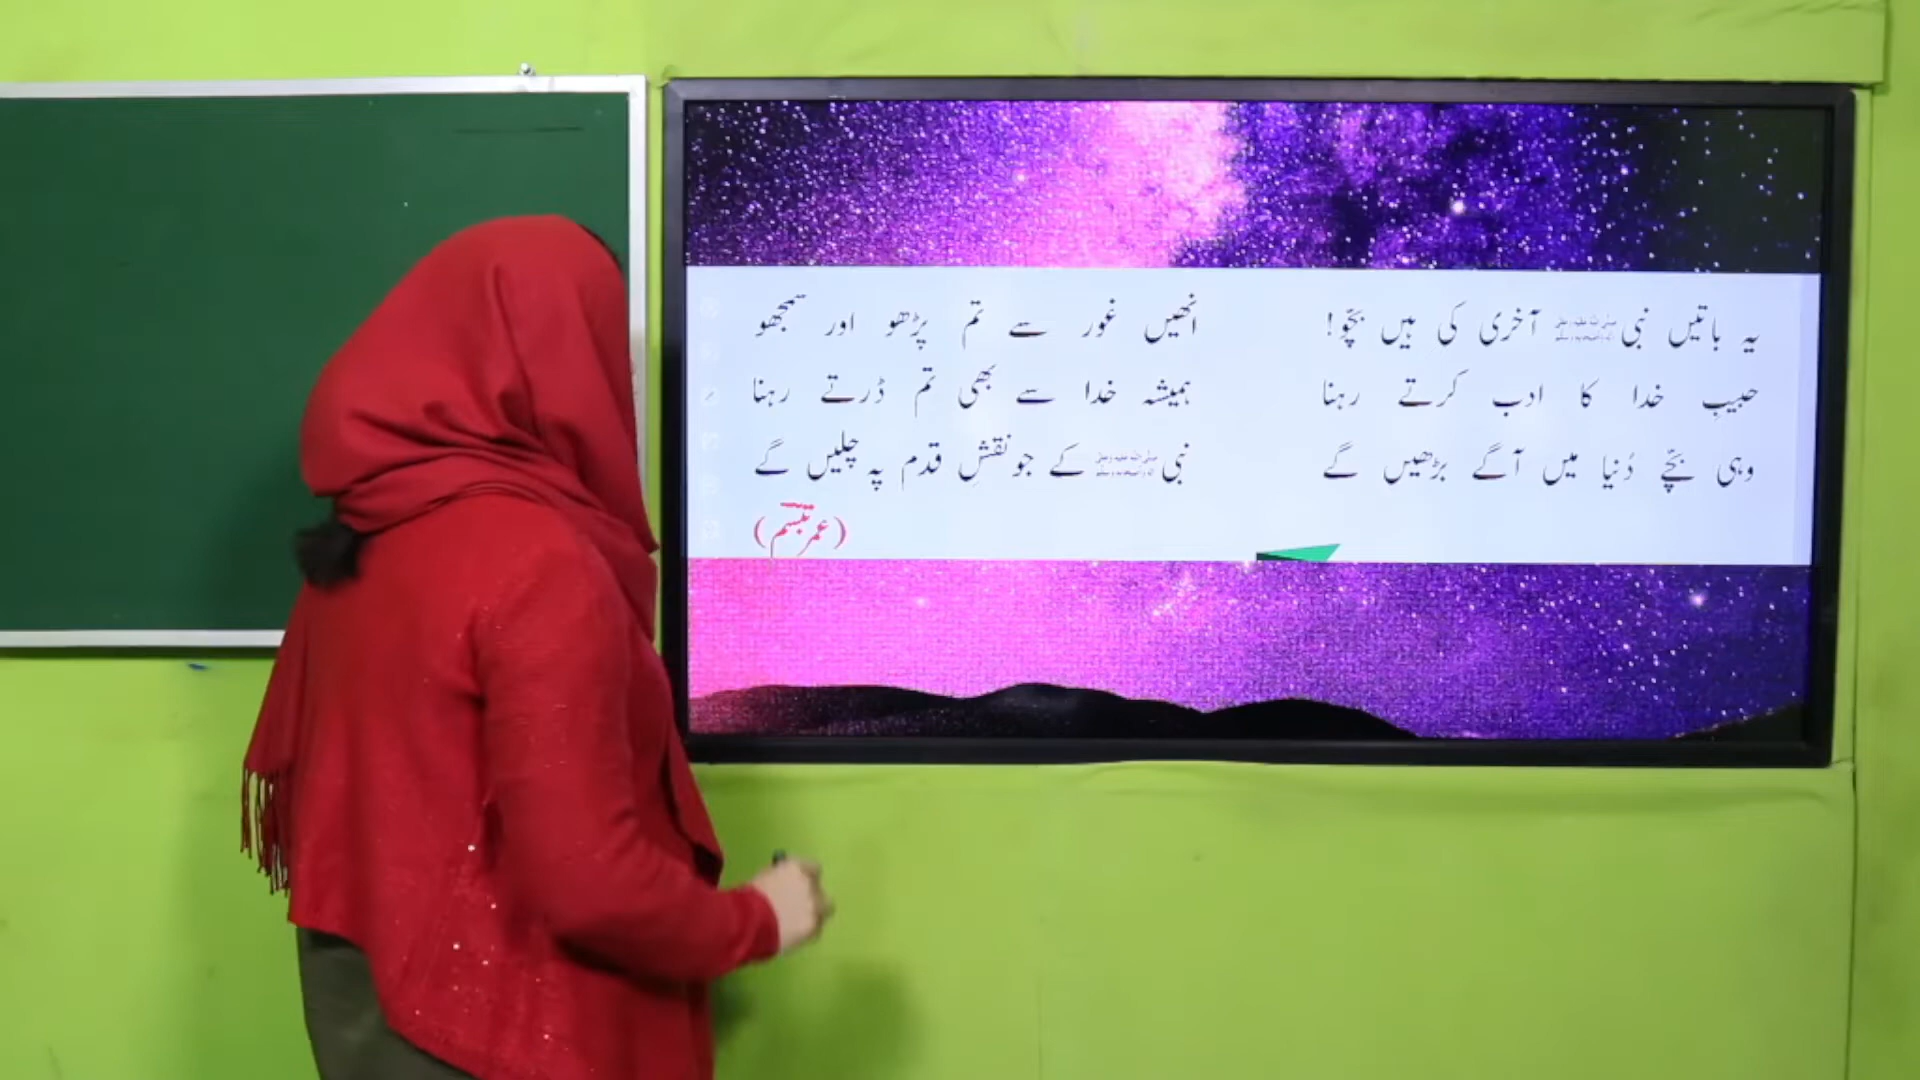 یہ باتیں نبی ﷺ آخری کی ہیں بچّو! انھیں غور سے تم پڑھو اور سمجھو
حبیبِ خدا کا ادب کرتے رہنا ہمیشہ خدا سے بھی تم ڈرتے رہنا
وہی بچّے دُنیا میں آگے بڑھیں گے نبی ﷺ کے جو نقشِ قدم پہ چلیں گے
(عمر تبسّم)